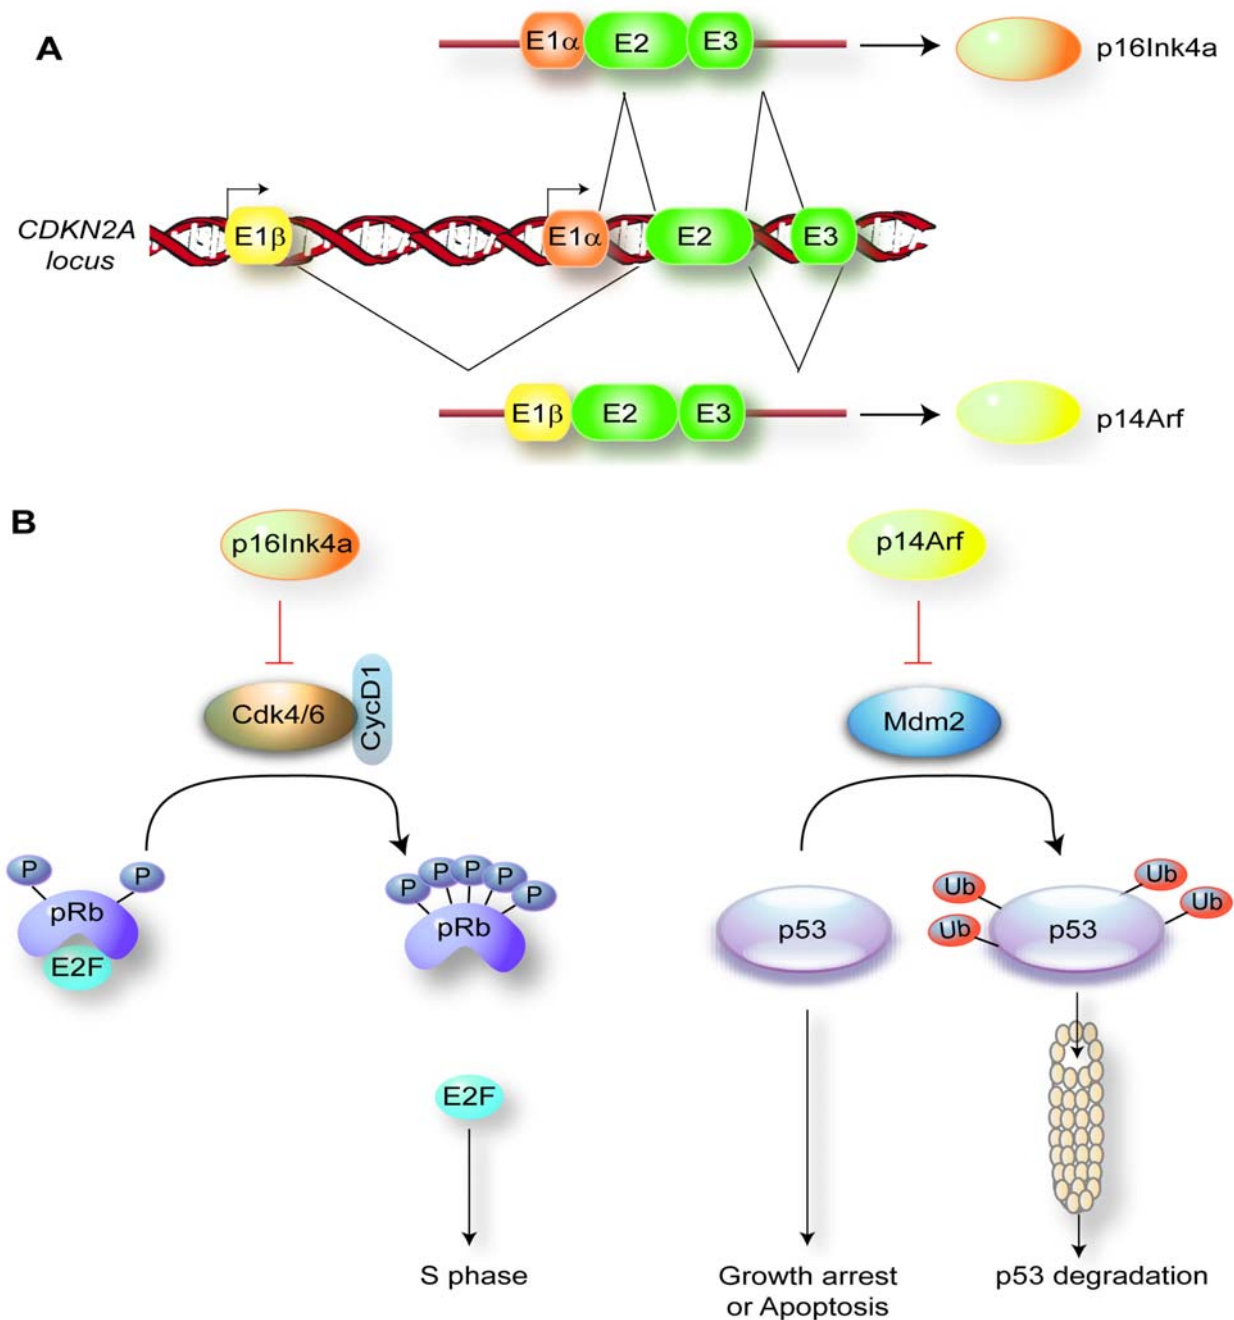 A
E1α E2 E3
p16Ink4a
CDKN2A
locus
E1β E1α E2 E3
E1β E2 E3
p14Arf
B
p16Ink4a
p14Arf
Cdk4/6
CycD1
Mdm2
P P
pRb
E2F
P P P P P
pRb
p53
Ub Ub Ub Ub
p53
E2F
S phase
Growth arrest
or Apoptosis
p53 degradation